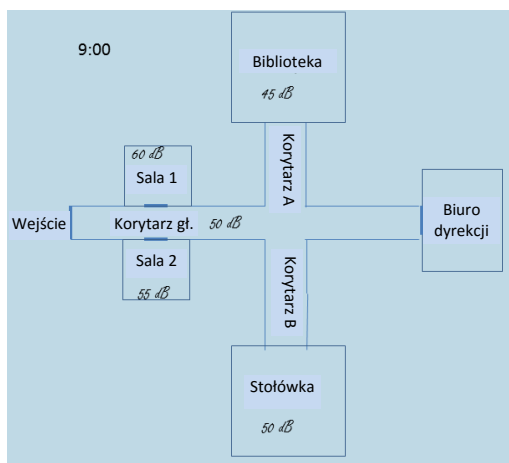 9:00
Biblioteka
45 dB
60 dB
Sala 1
Korytarz A
Wejście
Korytarz gł.
50 dB
Biuro
dyrekcji
Sala 2
55 dB
Korytarz B
Stołówka
50 dB